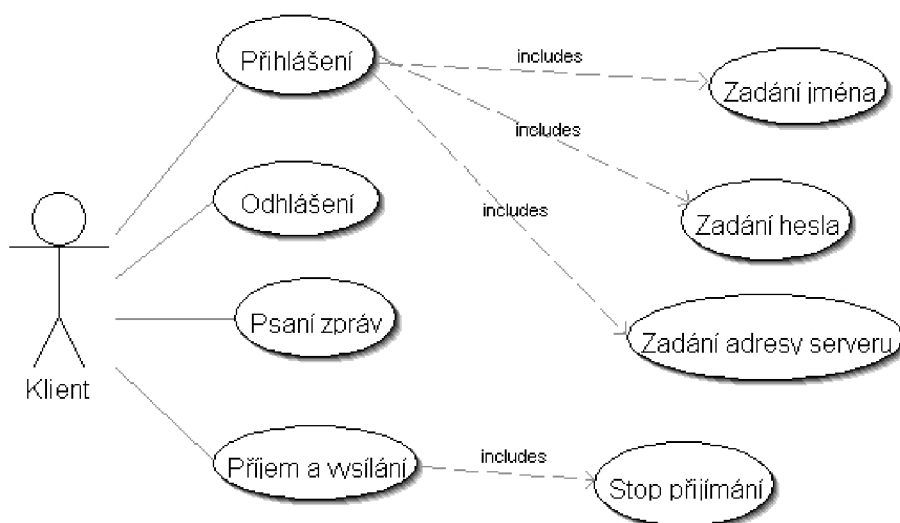 Přihlášení
includes
Zadání jména
includes
Odhlášení
includes
Zadání hesla
Psaní zpráv
Zadání adresy serveru
Klient
Příjem a vysílání
includes
Stop přijímání